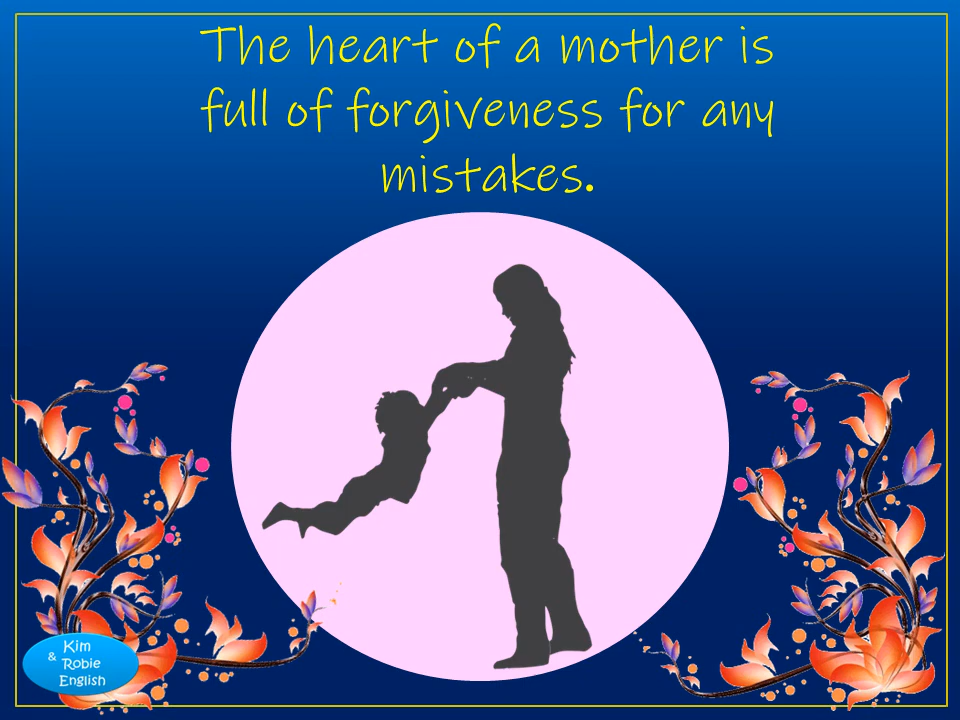 The heart of a mother is
full of forgiveness for any
mistakes.
Kim
& Robie
English